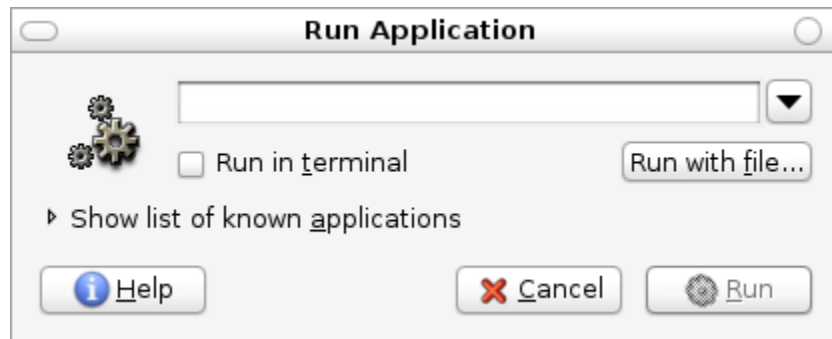 Run Application
Run in terminal
Run with file...
Show list of known applications
Help
Cancel
Run